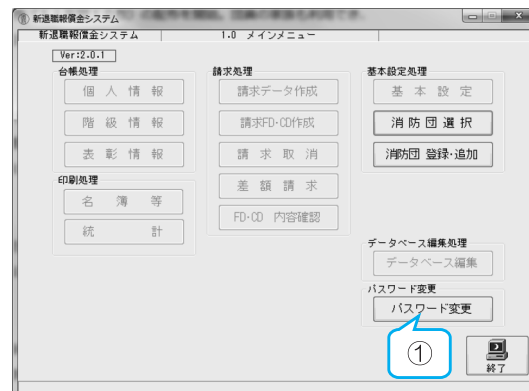 新退職報償金システム
新退職報償金システム 1.0 メインメニュー
Ver:2.0.1
台帳処理
個人情報
階級情報
表彰情報
印刷処理
名簿等
統計
請求処理
請求データ作成
請求FD・CD作成
請求取消
差額請求
FD・CD 内容確認
基本設定処理
基本設定
消防団選択
消防団 登録・追加
データベース編集処理
データベース編集
パスワード変更
パスワード変更
①
終了